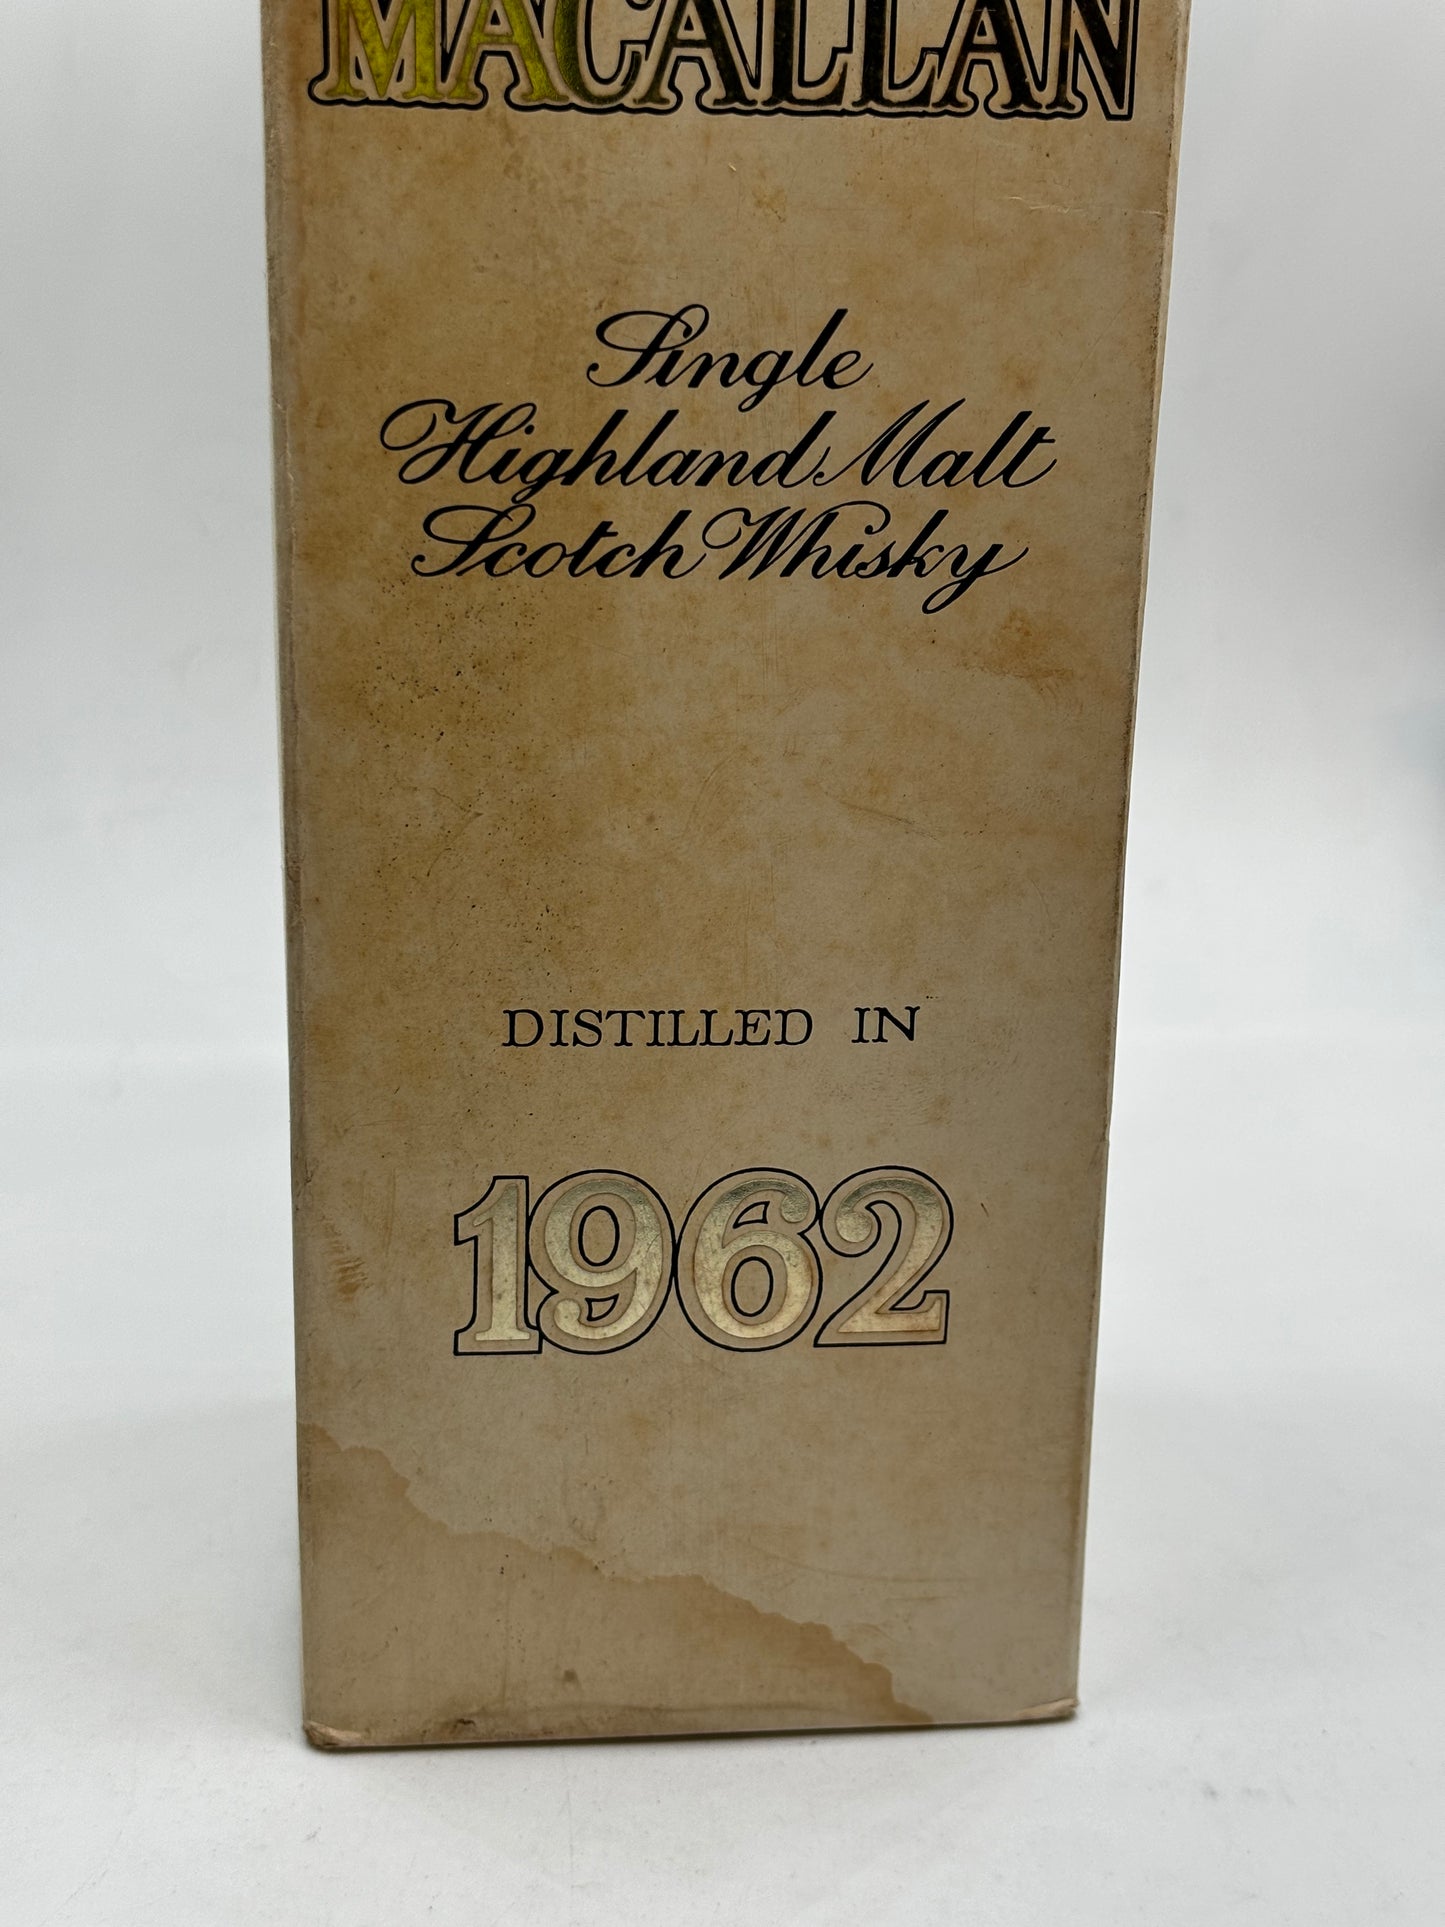 MACALLAN
Single
Highland Malt
Scotch Whisky
DISTILLED IN
1962